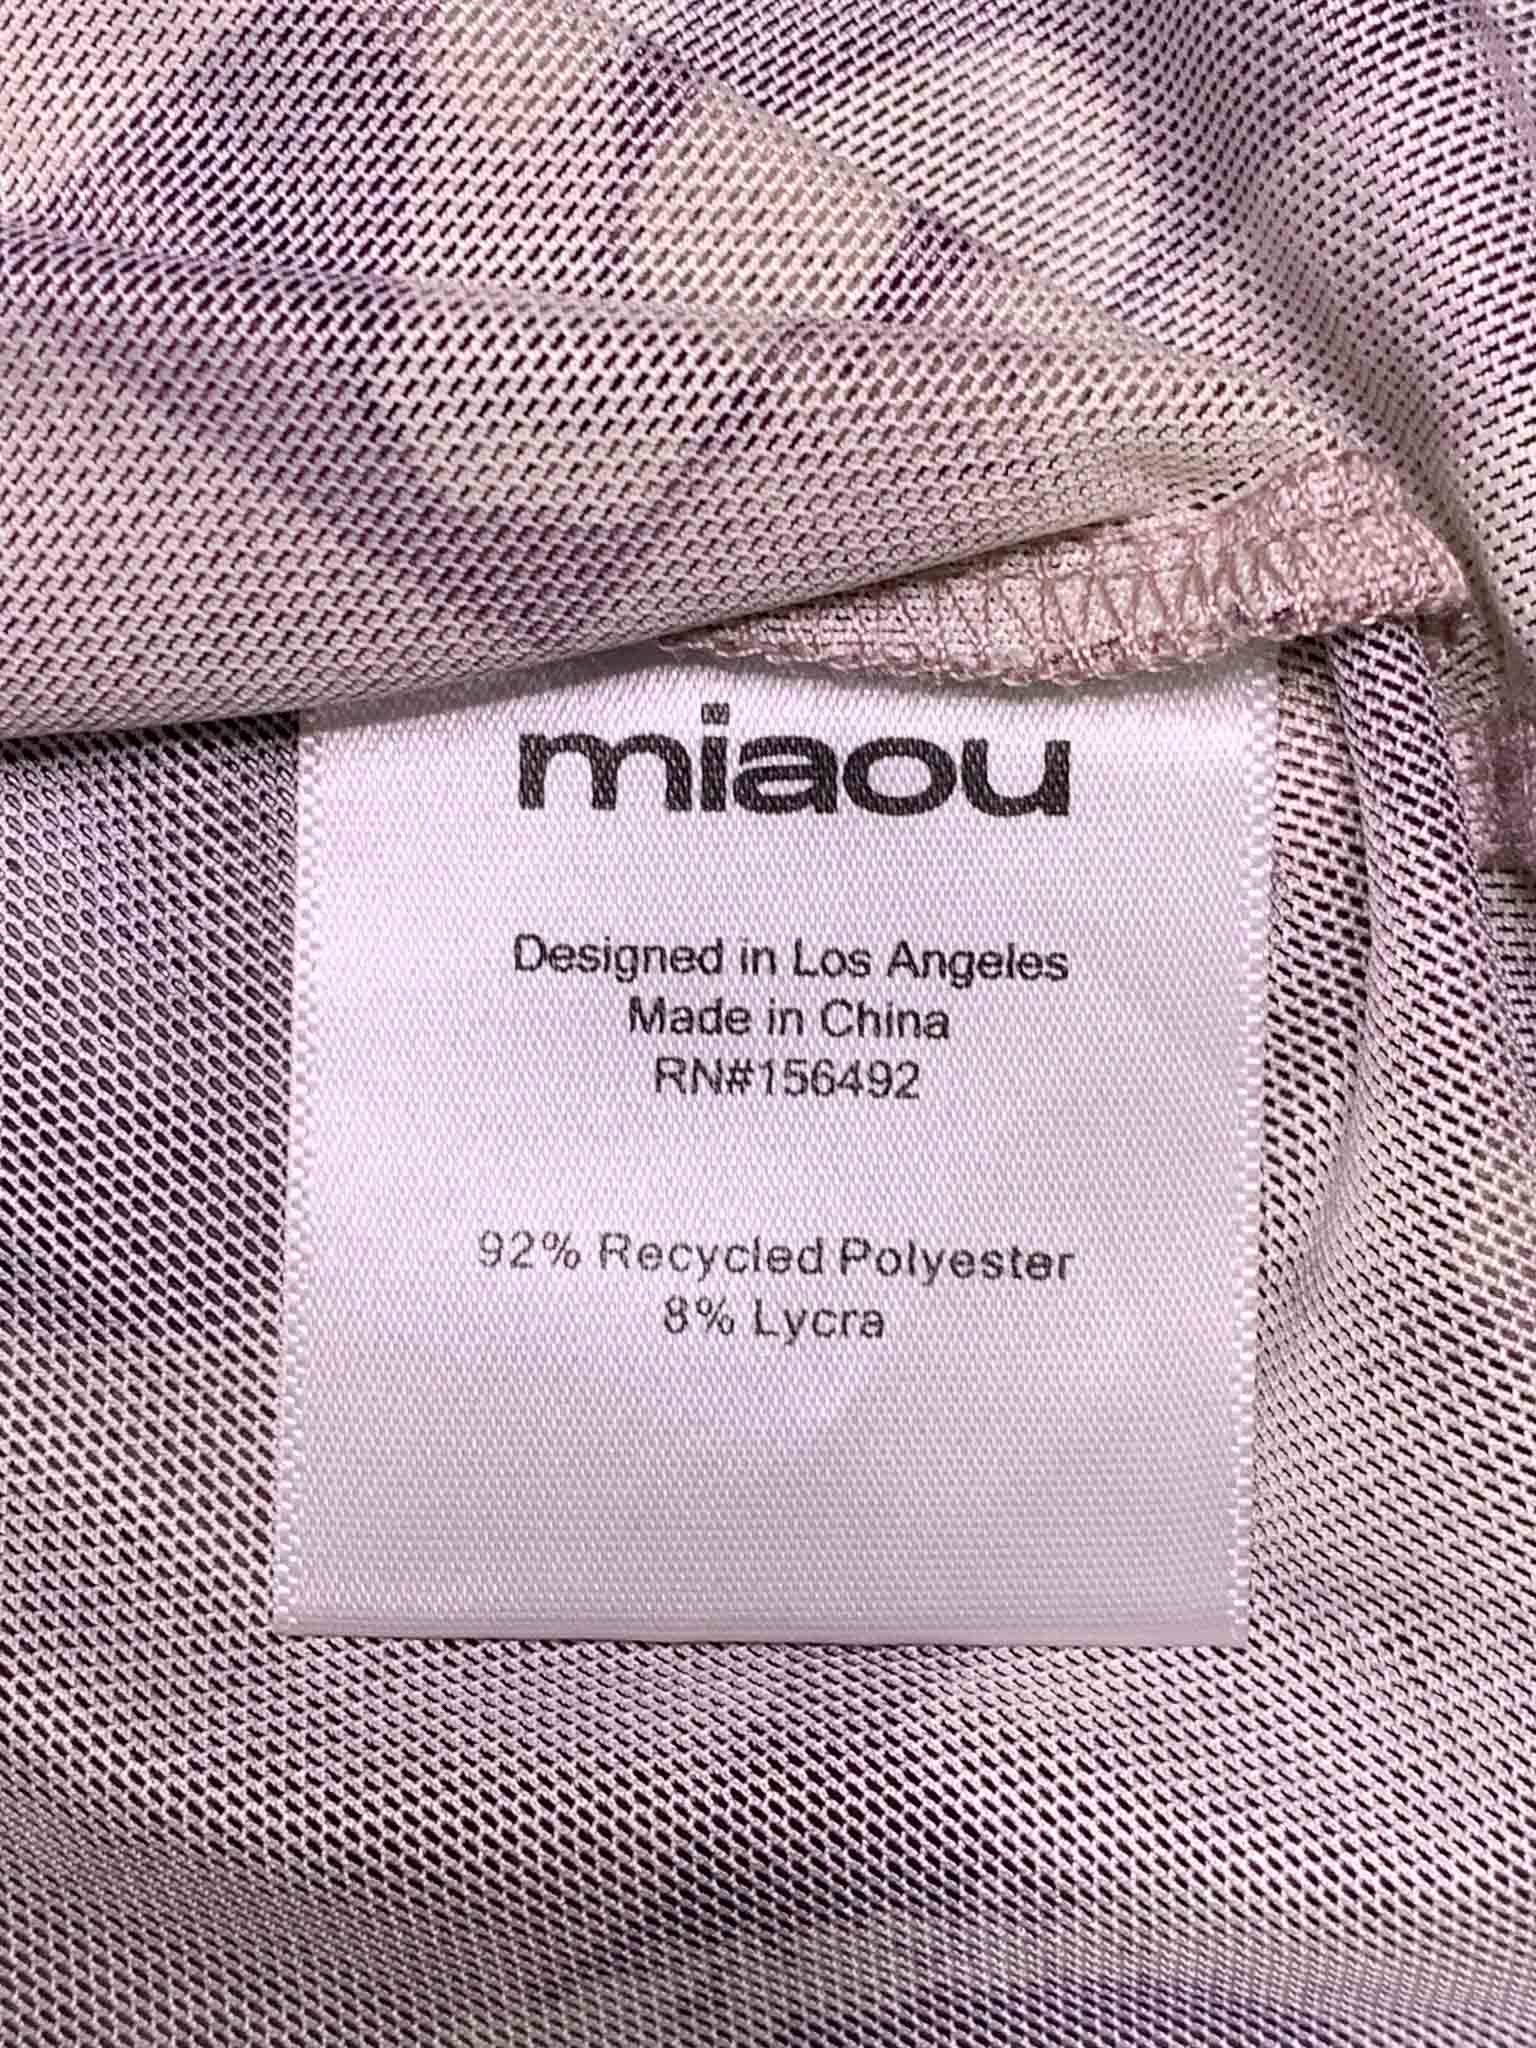 miaou
Designed in Los Angeles
Made in China
RN#156492
92% Recycled Polyester
8% Lycra